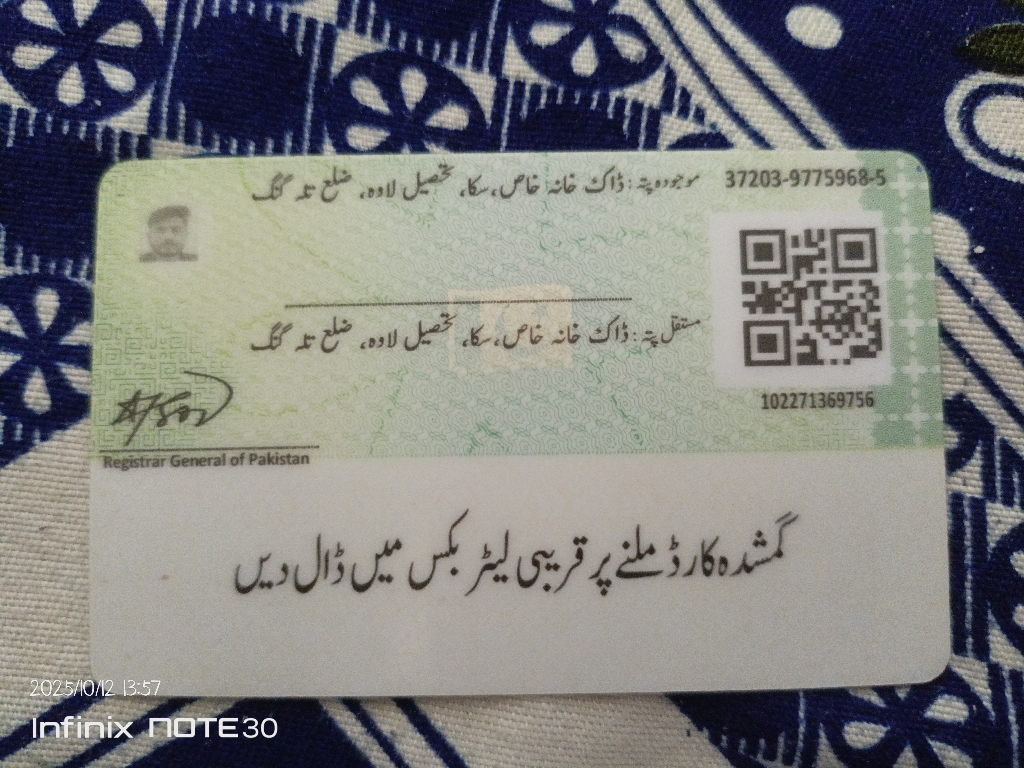 37203-9775968-5
موجودہ پتہ: ڈاک خانہ خاص، سکا، تحصیل لاوہ، ضلع تلہ گنگ
مستقل پتہ: ڈاک خانہ خاص، سکا، تحصیل لاوہ، ضلع تلہ گنگ
102271369756
Registrar General of Pakistan
گمشدہ کارڈ ملنے پر قریبی لیٹر بکس میں ڈال دیں
2025/10/12 13:57
Infinix NOTE 30